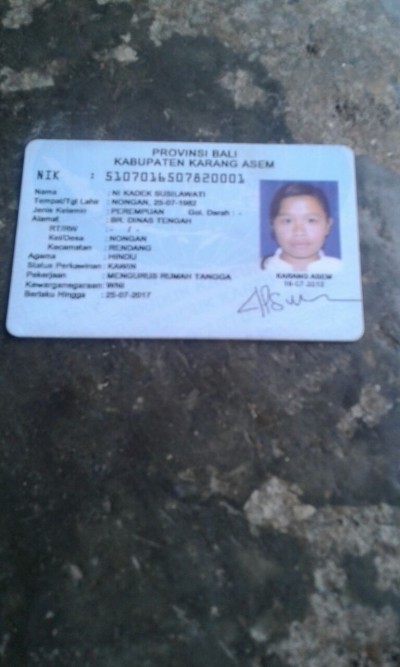 PROVINSI BALI
KABUPATEN KARANG ASEM
NIK : 5107016507820001
Nama : NI KADEK SUSILAWATI
Tempat/Tgl Lahir : NONGAN, 25-07-1982
Jenis Kelamin : PEREMPUAN Gol. Darah : -
Alamat : BR. DINAS TENGAH
RT/RW : - / -
Kel/Desa : NONGAN
Kecamatan : RENDANG
Agama : HINDU
Status Perkawinan : KAWIN
Pekerjaan : MENGURUS RUMAH TANGGA
Kewarganegaraan : WNI
Berlaku Hingga : 25-07-2017
KARANG ASEM
19-07-2012